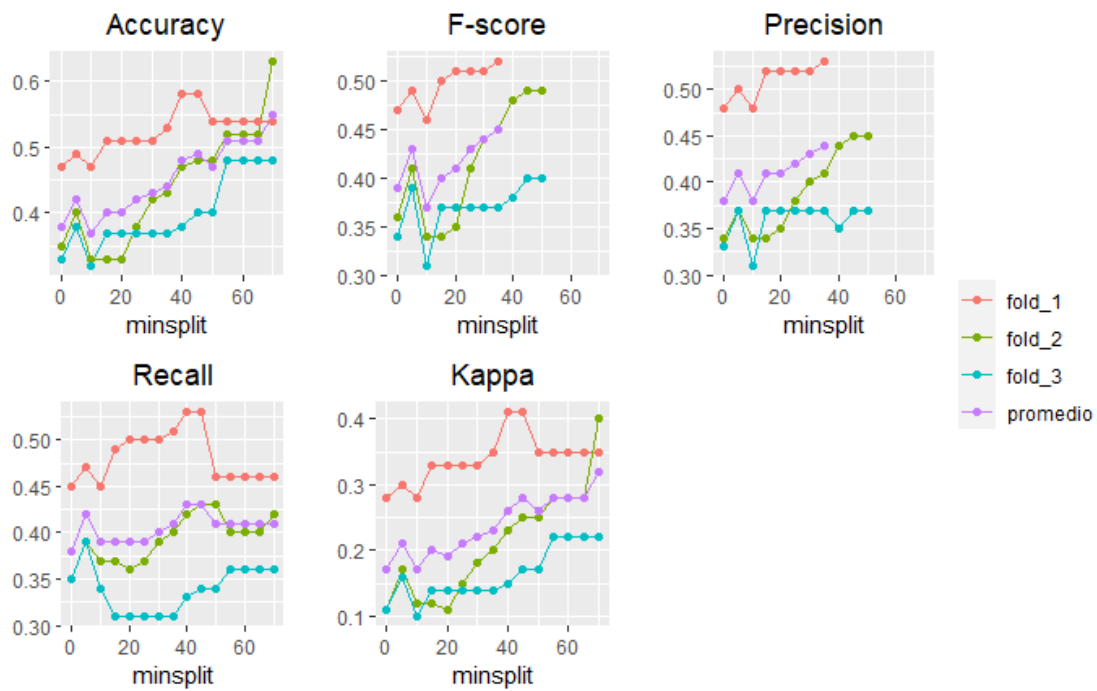 Accuracy
F-score
Precision
0.6
0.5
0.4
0 20 40 60
minsplit
0.50
0.45
0.40
0.35
0.30
0 20 40 60
minsplit
0.50
0.45
0.40
0.35
0.30
0 20 40 60
minsplit
Recall
Kappa
0.50
0.45
0.40
0.35
0.30
0 20 40 60
minsplit
0.4
0.3
0.2
0.1
0 20 40 60
minsplit
fold_1
fold_2
fold_3
promedio